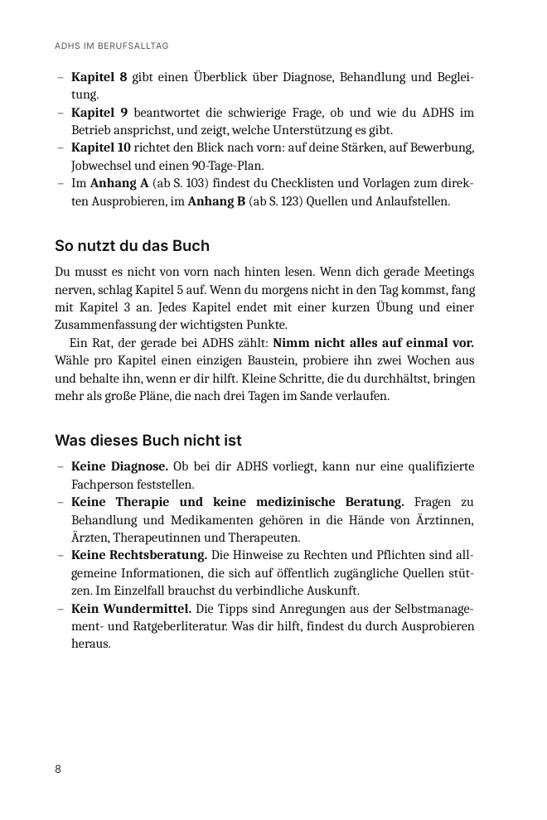 ADHS IM BERUFSALLTAG
– Kapitel 8 gibt einen Überblick über Diagnose, Behandlung und Beglei-
tung.
– Kapitel 9 beantwortet die schwierige Frage, ob und wie du ADHS im
Betrieb ansprichst, und zeigt, welche Unterstützung es gibt.
– Kapitel 10 richtet den Blick nach vorn: auf deine Stärken, auf Bewerbung,
Jobwechsel und einen 90-Tage-Plan.
– Im Anhang A (ab S. 103) findest du Checklisten und Vorlagen zum direk-
ten Ausprobieren, im Anhang B (ab S. 123) Quellen und Anlaufstellen.
So nutzt du das Buch
Du musst es nicht von vorn nach hinten lesen. Wenn dich gerade Meetings
nerven, schlag Kapitel 5 auf. Wenn du morgens nicht in den Tag kommst, fang
mit Kapitel 3 an. Jedes Kapitel endet mit einer kurzen Übung und einer
Zusammenfassung der wichtigsten Punkte.
Ein Rat, der gerade bei ADHS zählt: Nimm nicht alles auf einmal vor.
Wähle pro Kapitel einen einzigen Baustein, probiere ihn zwei Wochen aus
und behalte ihn, wenn er dir hilft. Kleine Schritte, die du durchhältst, bringen
mehr als große Pläne, die nach drei Tagen im Sande verlaufen.
Was dieses Buch nicht ist
– Keine Diagnose. Ob bei dir ADHS vorliegt, kann nur eine qualifizierte
Fachperson feststellen.
– Keine Therapie und keine medizinische Beratung. Fragen zu
Behandlung und Medikamenten gehören in die Hände von Ärztinnen,
Ärzten, Therapeutinnen und Therapeuten.
– Keine Rechtsberatung. Die Hinweise zu Rechten und Pflichten sind all-
gemeine Informationen, die sich auf öffentlich zugängliche Quellen stüt-
zen. Im Einzelfall brauchst du verbindliche Auskunft.
– Kein Wundermittel. Die Tipps sind Anregungen aus der Selbstmanage-
ment- und Ratgeberliteratur. Was dir hilft, findest du durch Ausprobieren
heraus.
8